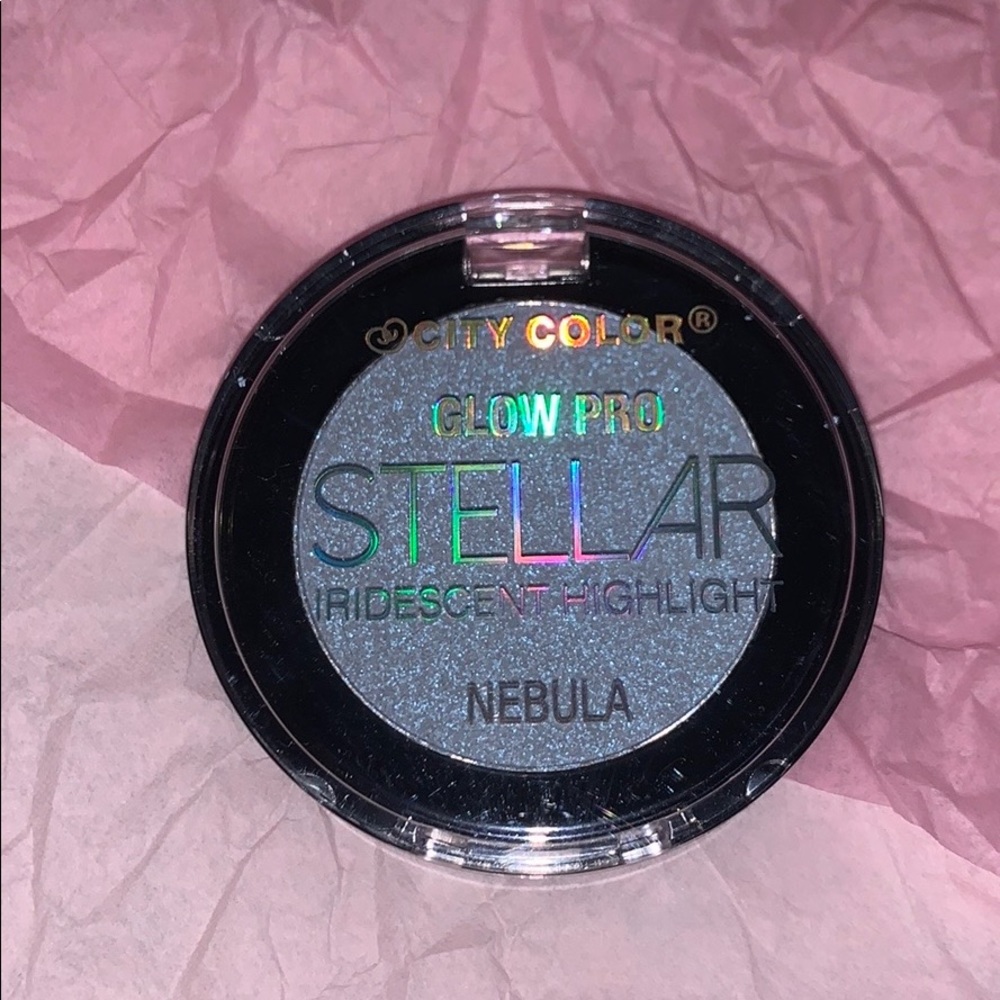 CITY COLOR®
GLOW PRO
STELLAR
IRIDESCENT HIGHLIGHT
NEBULA